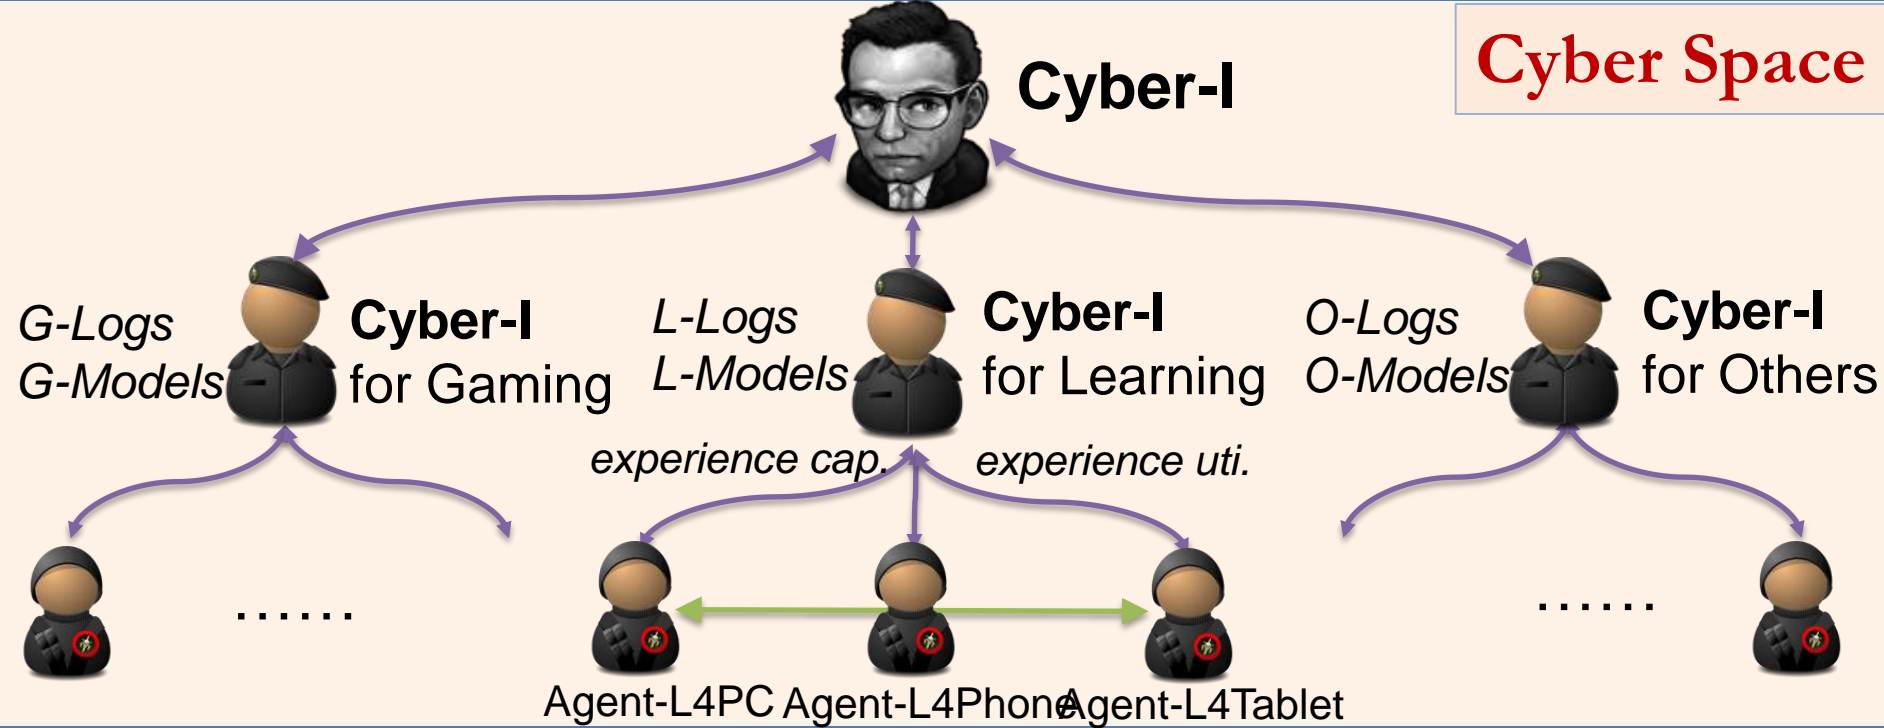 Cyber Space
Cyber-I
G-Logs
G-Models
Cyber-I
for Gaming
L-Logs
L-Models
Cyber-I
for Learning
O-Logs
O-Models
Cyber-I
for Others
experience cap.
experience uti.
......
......
Agent-L4PC
Agent-L4Phone
Agent-L4Tablet